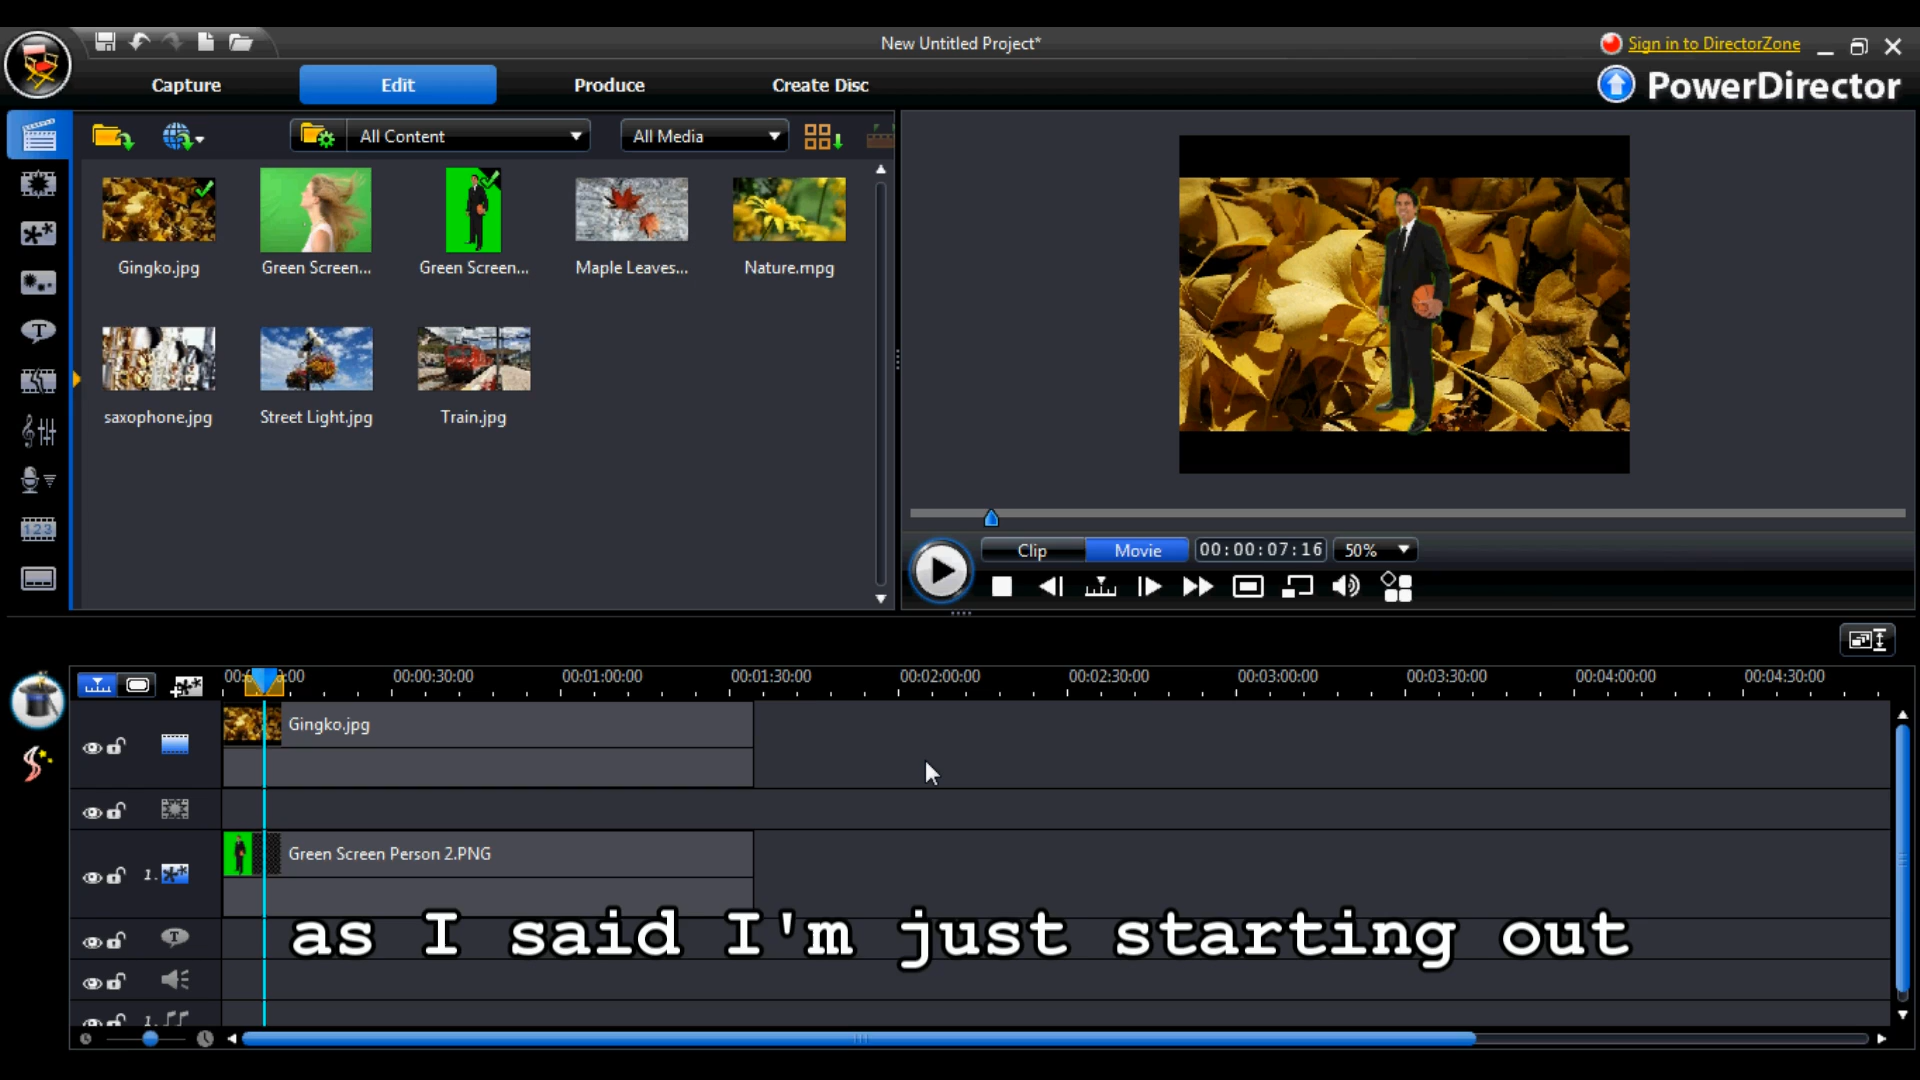 New Untitled Project*
Sign in to DirectorZone
Capture
Edit
Produce
Create Disc
PowerDirector
All Content
All Media
Gingko.jpg
Green Screen...
Green Screen...
Maple Leaves...
Nature.mpg
saxophone.jpg
Street Light.jpg
Train.jpg
T
123
Clip
Movie
00:00:07:16
50%
00:00:30:00
00:01:00:00
00:01:30:00
00:02:00:00
00:02:30:00
00:03:00:00
00:03:30:00
00:04:00:00
00:04:30:00
Gingko.jpg
1.
Green Screen Person 2.PNG
T
as I said I'm just starting out
1.